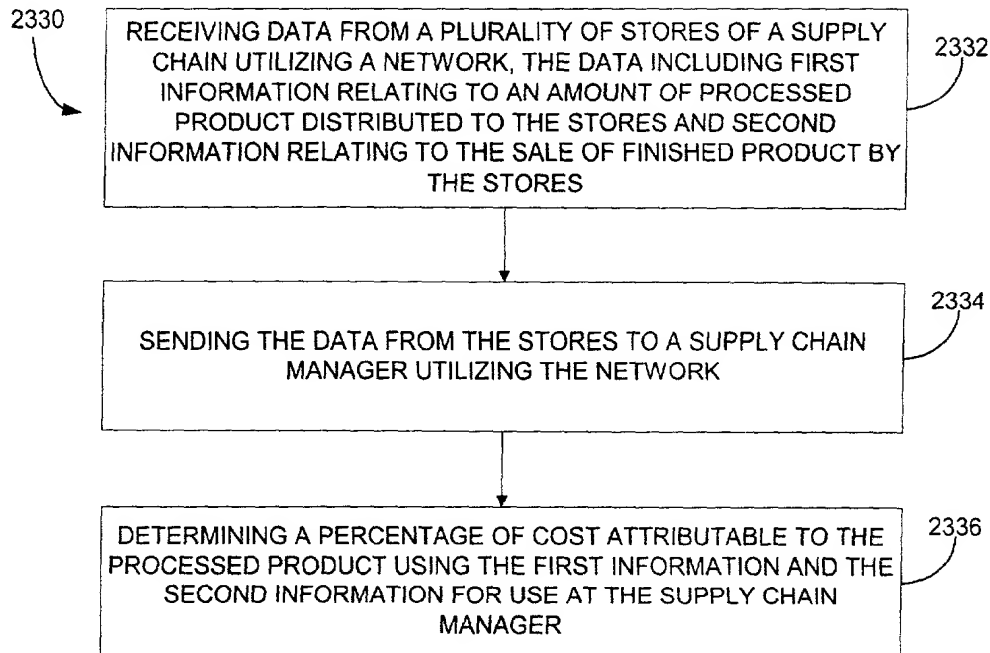 2330
RECEIVING DATA FROM A PLURALITY OF STORES OF A SUPPLY
CHAIN UTILIZING A NETWORK, THE DATA INCLUDING FIRST
INFORMATION RELATING TO AN AMOUNT OF PROCESSED
PRODUCT DISTRIBUTED TO THE STORES AND SECOND
INFORMATION RELATING TO THE SALE OF FINISHED PRODUCT BY
THE STORES
2332
SENDING THE DATA FROM THE STORES TO A SUPPLY CHAIN
MANAGER UTILIZING THE NETWORK
2334
DETERMINING A PERCENTAGE OF COST ATTRIBUTABLE TO THE
PROCESSED PRODUCT USING THE FIRST INFORMATION AND THE
SECOND INFORMATION FOR USE AT THE SUPPLY CHAIN
MANAGER
2336